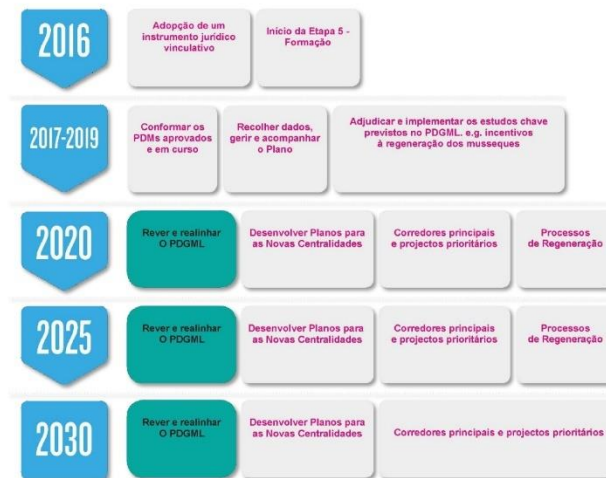 2016
Adopção de um
instrumento jurídico
vinculativo
Início da Etapa 5 -
Formação
2017-2019
Conformar os
PDMs aprovados
e em curso
Recolher dados,
gerir e acompanhar
o Plano
Adjudicar e implementar os estudos chave
previstos no PDGML. e.g. incentivos
à regeneração dos musseques
2020
Rever e realinhar
O PDGML
Desenvolver Planos para
as Novas Centralidades
Corredores principais
e projectos prioritários
Processos
de Regeneração
2025
Rever e realinhar
O PDGML
Desenvolver Planos para
as Novas Centralidades
Corredores principais
e projectos prioritários
Processos
de Regeneração
2030
Rever e realinhar
O PDGML
Desenvolver Planos para
as Novas Centralidades
Corredores principais e projectos prioritários